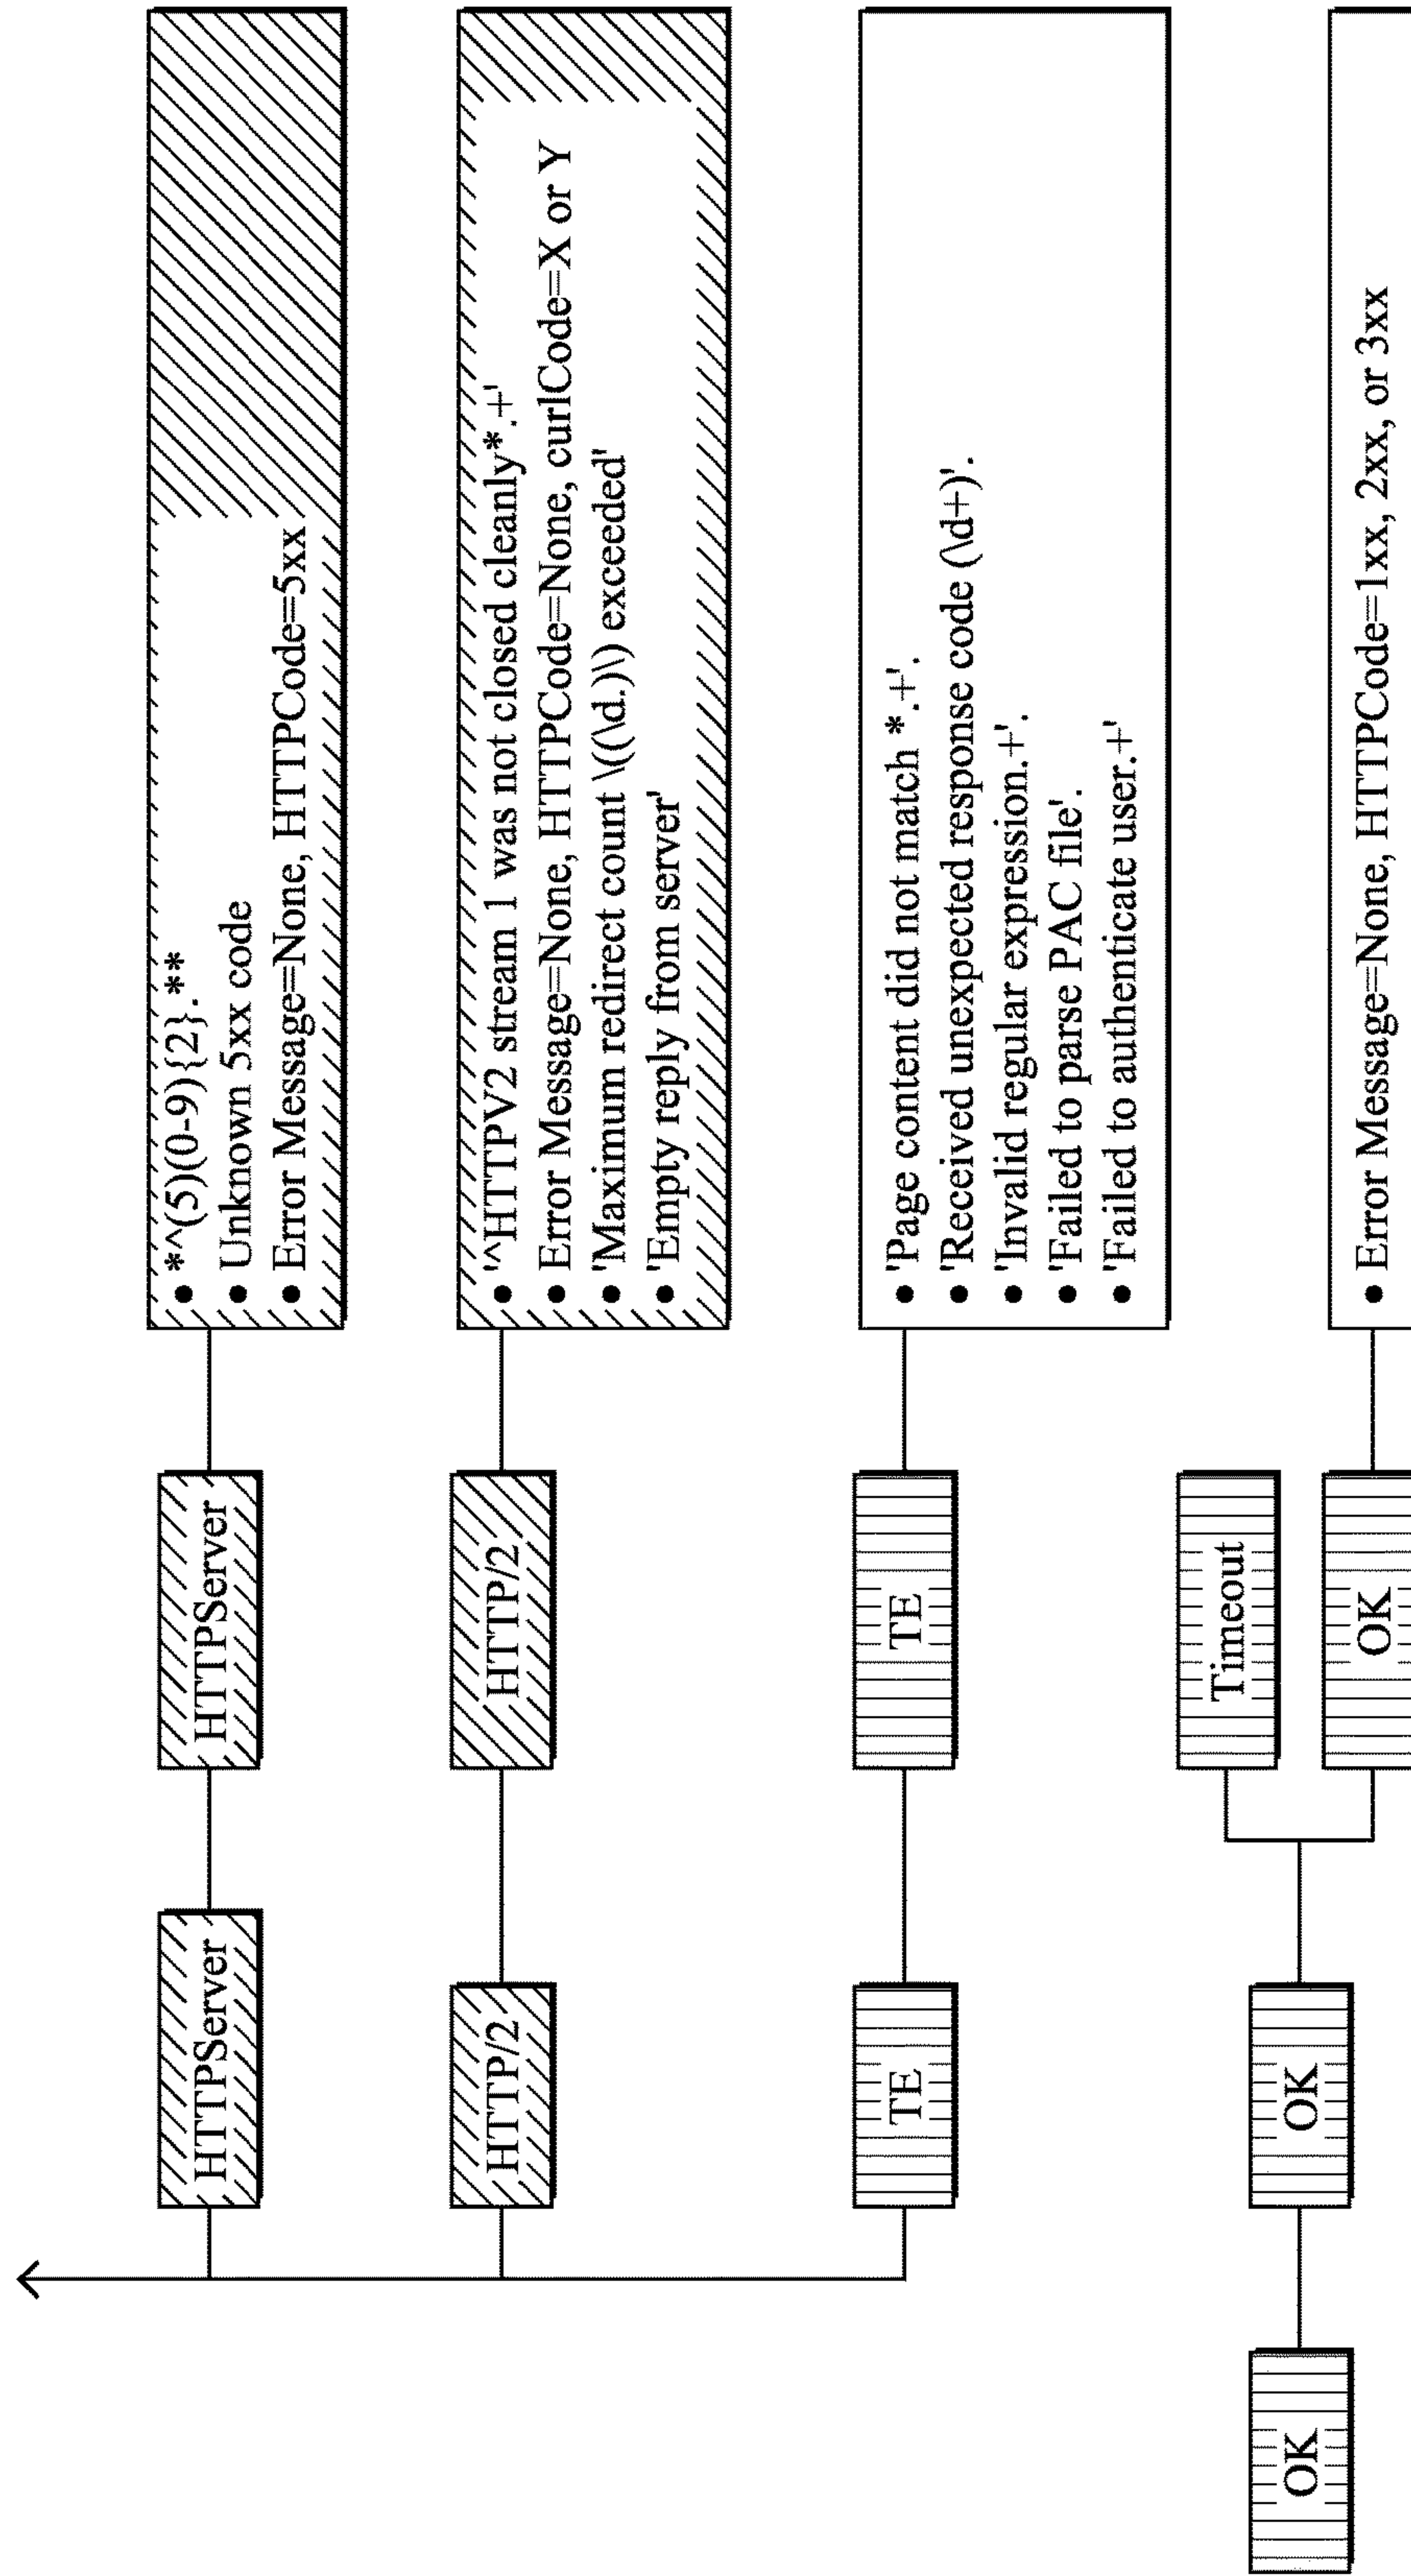 HTTPServer
HTTPServer
*^(5)(0-9){2}.**
Unknown 5xx code
Error Message=None, HTTPCode=5xx
HTTP/2
HTTP/2
'^HTTPV2 stream 1 was not closed cleanly*.+'
Error Message=None, HTTPCode=None, curlCode=X or Y
'Maximum redirect count \((\d.)\) exceeded'
'Empty reply from server'
TE
TE
'Page content did not match *.+'.
'Received unexpected response code (\d+)'.
'Invalid regular expression.+'.
'Failed to parse PAC file'.
'Failed to authenticate user.+'
OK
OK
Timeout
OK
Error Message=None, HTTPCode=1xx, 2xx, or 3xx